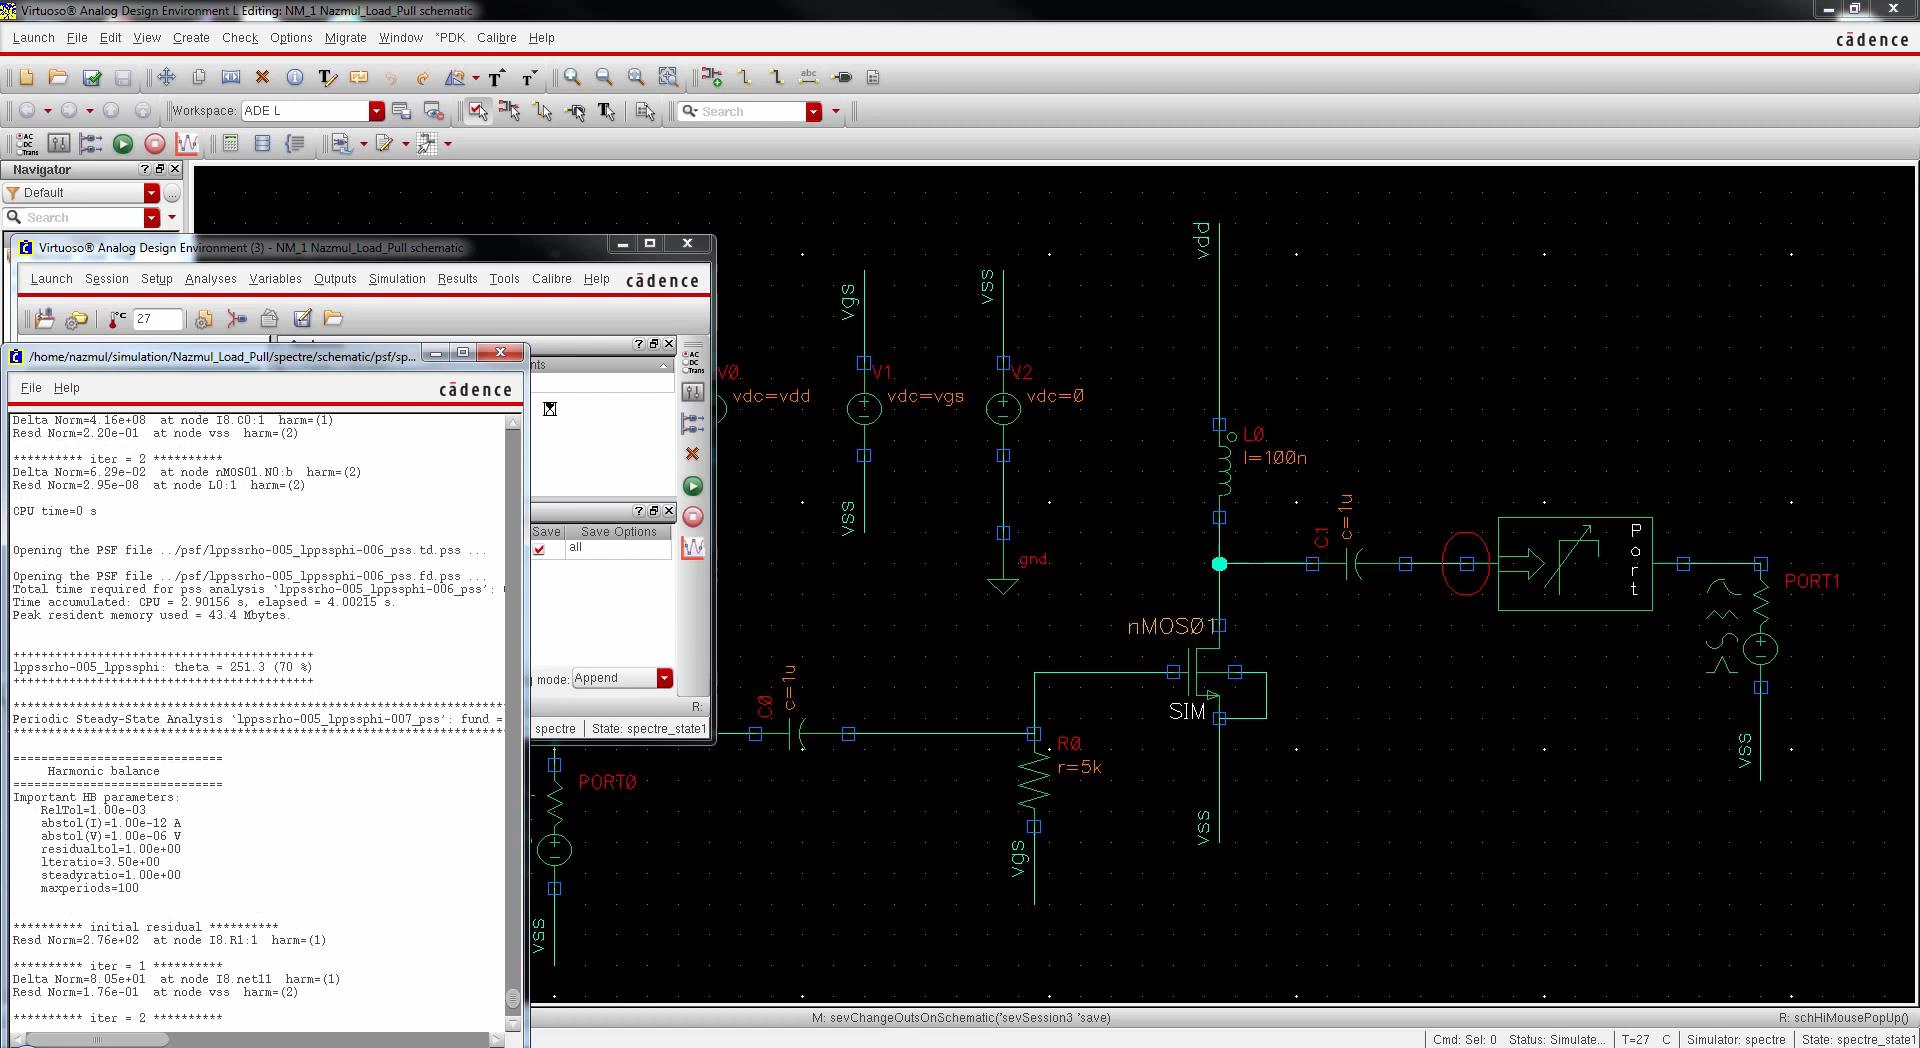 Virtuoso® Analog Design Environment L Editing: NM_1 Nazmul_Load_Pull schematic
Launch File Edit View Create Check Options Migrate Window *PDK Calibre Help
cādence
Workspace: ADE L
Search
AC
DC
Trans
Navigator
Default
Search
Virtuoso® Analog Design Environment (3) - NM_1 Nazmul_Load_Pull schematic
Launch Session Setup Analyses Variables Outputs Simulation Results Tools Calibre Help
cādence
°C 27
AC
DC
Trans
nts
Save Save Options
all
mode: Append
R:
spectre State: spectre_state1
/home/nazmul/simulation/Nazmul_Load_Pull/spectre/schematic/psf/sp...
File Help
cādence
Delta Norm=4.16e+08 at node I8.C0:1 harm=(1)
Resd Norm=2.20e-01 at node vss harm=(2)
********** iter = 2 **********
Delta Norm=6.29e-02 at node nMOS01.N0:b harm=(2)
Resd Norm=2.95e-08 at node L0:1 harm=(2)
CPU time=0 s
Opening the PSF file ../psf/lppssrho-005_lppssphi-006_pss.td.pss ...
Opening the PSF file ../psf/lppssrho-005_lppssphi-006_pss.fd.pss ...
Total time required for pss analysis `lppssrho-005_lppssphi-006_pss':
Time accumulated: CPU = 2.90156 s, elapsed = 4.00215 s.
Peak resident memory used = 43.4 Mbytes.
+++++++++++++++++++++++++++++++++++++++++++
lppssrho-005_lppssphi: theta = 251.3 (70 %)
+++++++++++++++++++++++++++++++++++++++++++
***********************************************************************
Periodic Steady-State Analysis `lppssrho-005_lppssphi-007_pss': fund =
***********************************************************************
==============================
Harmonic balance
==============================
Important HB parameters:
RelTol=1.00e-03
abstol(I)=1.00e-12 A
abstol(V)=1.00e-06 V
residualtol=1.00e+00
lteratio=3.50e+00
steadyratio=1.00e+00
maxperiods=100
********** initial residual **********
Resd Norm=2.76e+02 at node I8.R1:1 harm=(1)
********** iter = 1 **********
Delta Norm=8.05e+01 at node I8.net11 harm=(1)
Resd Norm=1.76e-01 at node vss harm=(2)
********** iter = 2 **********
V0
vdc=vdd
vgs
V1
vdc=vgs
vss
vss
V2
vdc=0
gnd
vdd
L0
l=100n
C1
c=1u
Port
PORT1
vss
nMOS01
SIM
vss
C0
c=1u
R0
r=5k
vgs
PORT0
vss
M: sevChangeOutsOnSchematic('sevSession3 'save)
R: schHiMousePopUp()
Cmd: Sel: 0 Status: Simulate... T=27 C Simulator: spectre State: spectre_state1